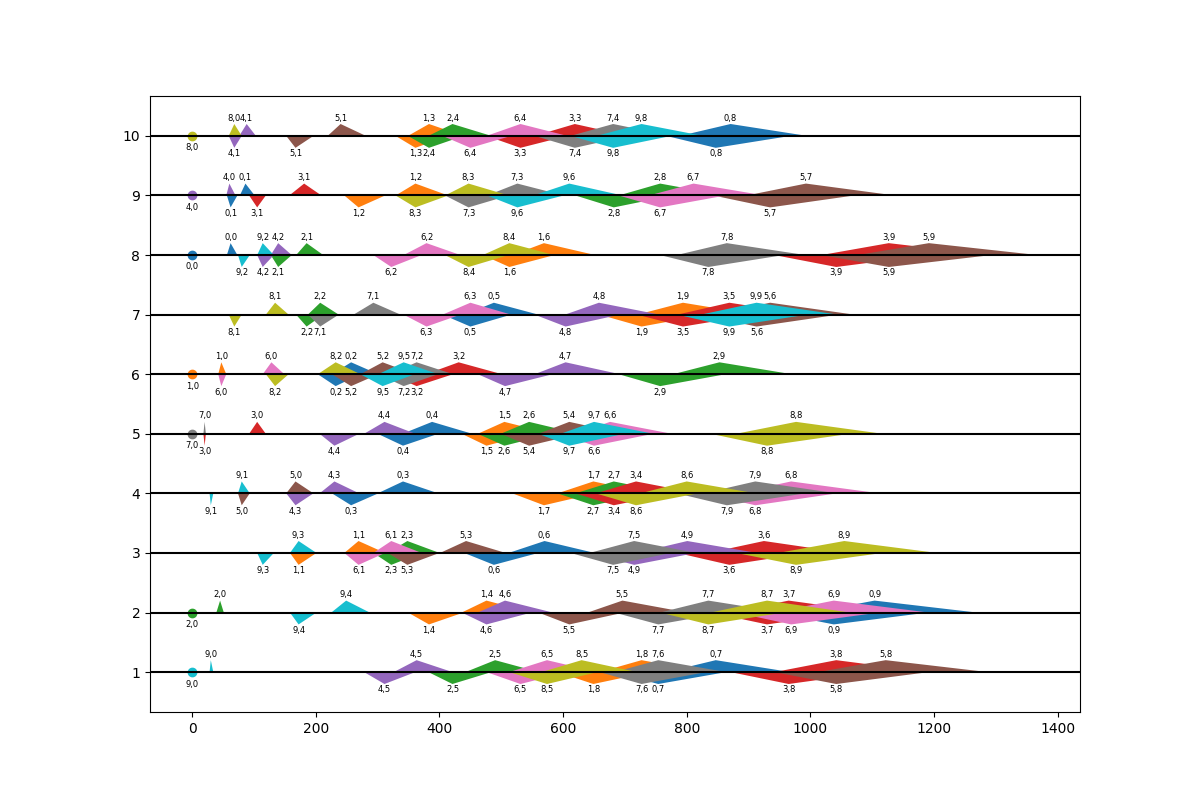 8,0 4,1 5,1 1,3 2,4 6,4 3,3 7,4 9,8 0,8
10
8,0 4,1 5,1 1,3 2,4 6,4 3,3 7,4 9,8 0,8
4,0 0,1 3,1 1,2 8,3 7,3 9,6 2,8 6,7 5,7
9
4,0 0,1 3,1 1,2 8,3 7,3 9,6 2,8 6,7 5,7
0,0 9,2 4,2 2,1 6,2 8,4 1,6 7,8 3,9 5,9
8
0,0 9,2 4,2 2,1 6,2 8,4 1,6 7,8 3,9 5,9
8,1 2,2 7,1 6,3 0,5 4,8 1,9 3,5 9,9 5,6
7
8,1 2,2 7,1 6,3 0,5 4,8 1,9 3,5 9,9 5,6
1,0 6,0 8,2 0,2 5,2 9,5 7,2 3,2 4,7 2,9
6
1,0 6,0 8,2 0,2 5,2 9,5 7,2 3,2 4,7 2,9
7,0 3,0 4,4 0,4 1,5 2,6 5,4 9,7 6,6 8,8
5
7,0 3,0 4,4 0,4 1,5 2,6 5,4 9,7 6,6 8,8
9,1 5,0 4,3 0,3 1,7 2,7 3,4 8,6 7,9 6,8
4
9,1 5,0 4,3 0,3 1,7 2,7 3,4 8,6 7,9 6,8
9,3 1,1 6,1 2,3 5,3 0,6 7,5 4,9 3,6 8,9
3
9,3 1,1 6,1 2,3 5,3 0,6 7,5 4,9 3,6 8,9
2,0 9,4 1,4 4,6 5,5 7,7 8,7 3,7 6,9 0,9
2
2,0 9,4 1,4 4,6 5,5 7,7 8,7 3,7 6,9 0,9
9,0 4,5 2,5 6,5 8,5 1,8 7,6 0,7 3,8 5,8
1
9,0 4,5 2,5 6,5 8,5 1,8 7,6 0,7 3,8 5,8
0 200 400 600 800 1000 1200 1400